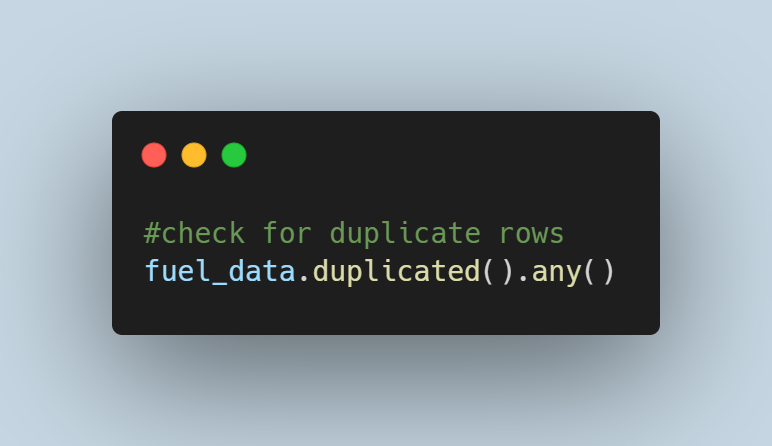 #check for duplicate rows
fuel_data.duplicated().any()